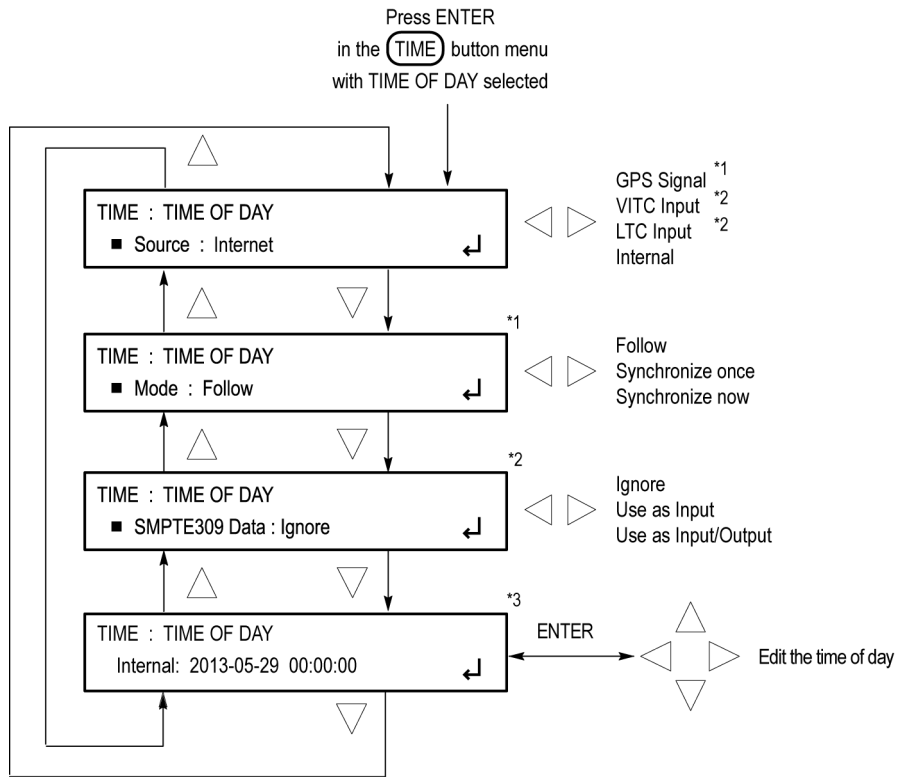 Press ENTER
in the TIME button menu
with TIME OF DAY selected
TIME : TIME OF DAY
■ Source : Internet ↵
GPS Signal *1
VITC Input *2
LTC Input *2
Internal
*1
TIME : TIME OF DAY
■ Mode : Follow ↵
Follow
Synchronize once
Synchronize now
*2
TIME : TIME OF DAY
■ SMPTE309 Data : Ignore ↵
Ignore
Use as Input
Use as Input/Output
*3
TIME : TIME OF DAY
Internal: 2013-05-29 00:00:00 ↵
ENTER
Edit the time of day